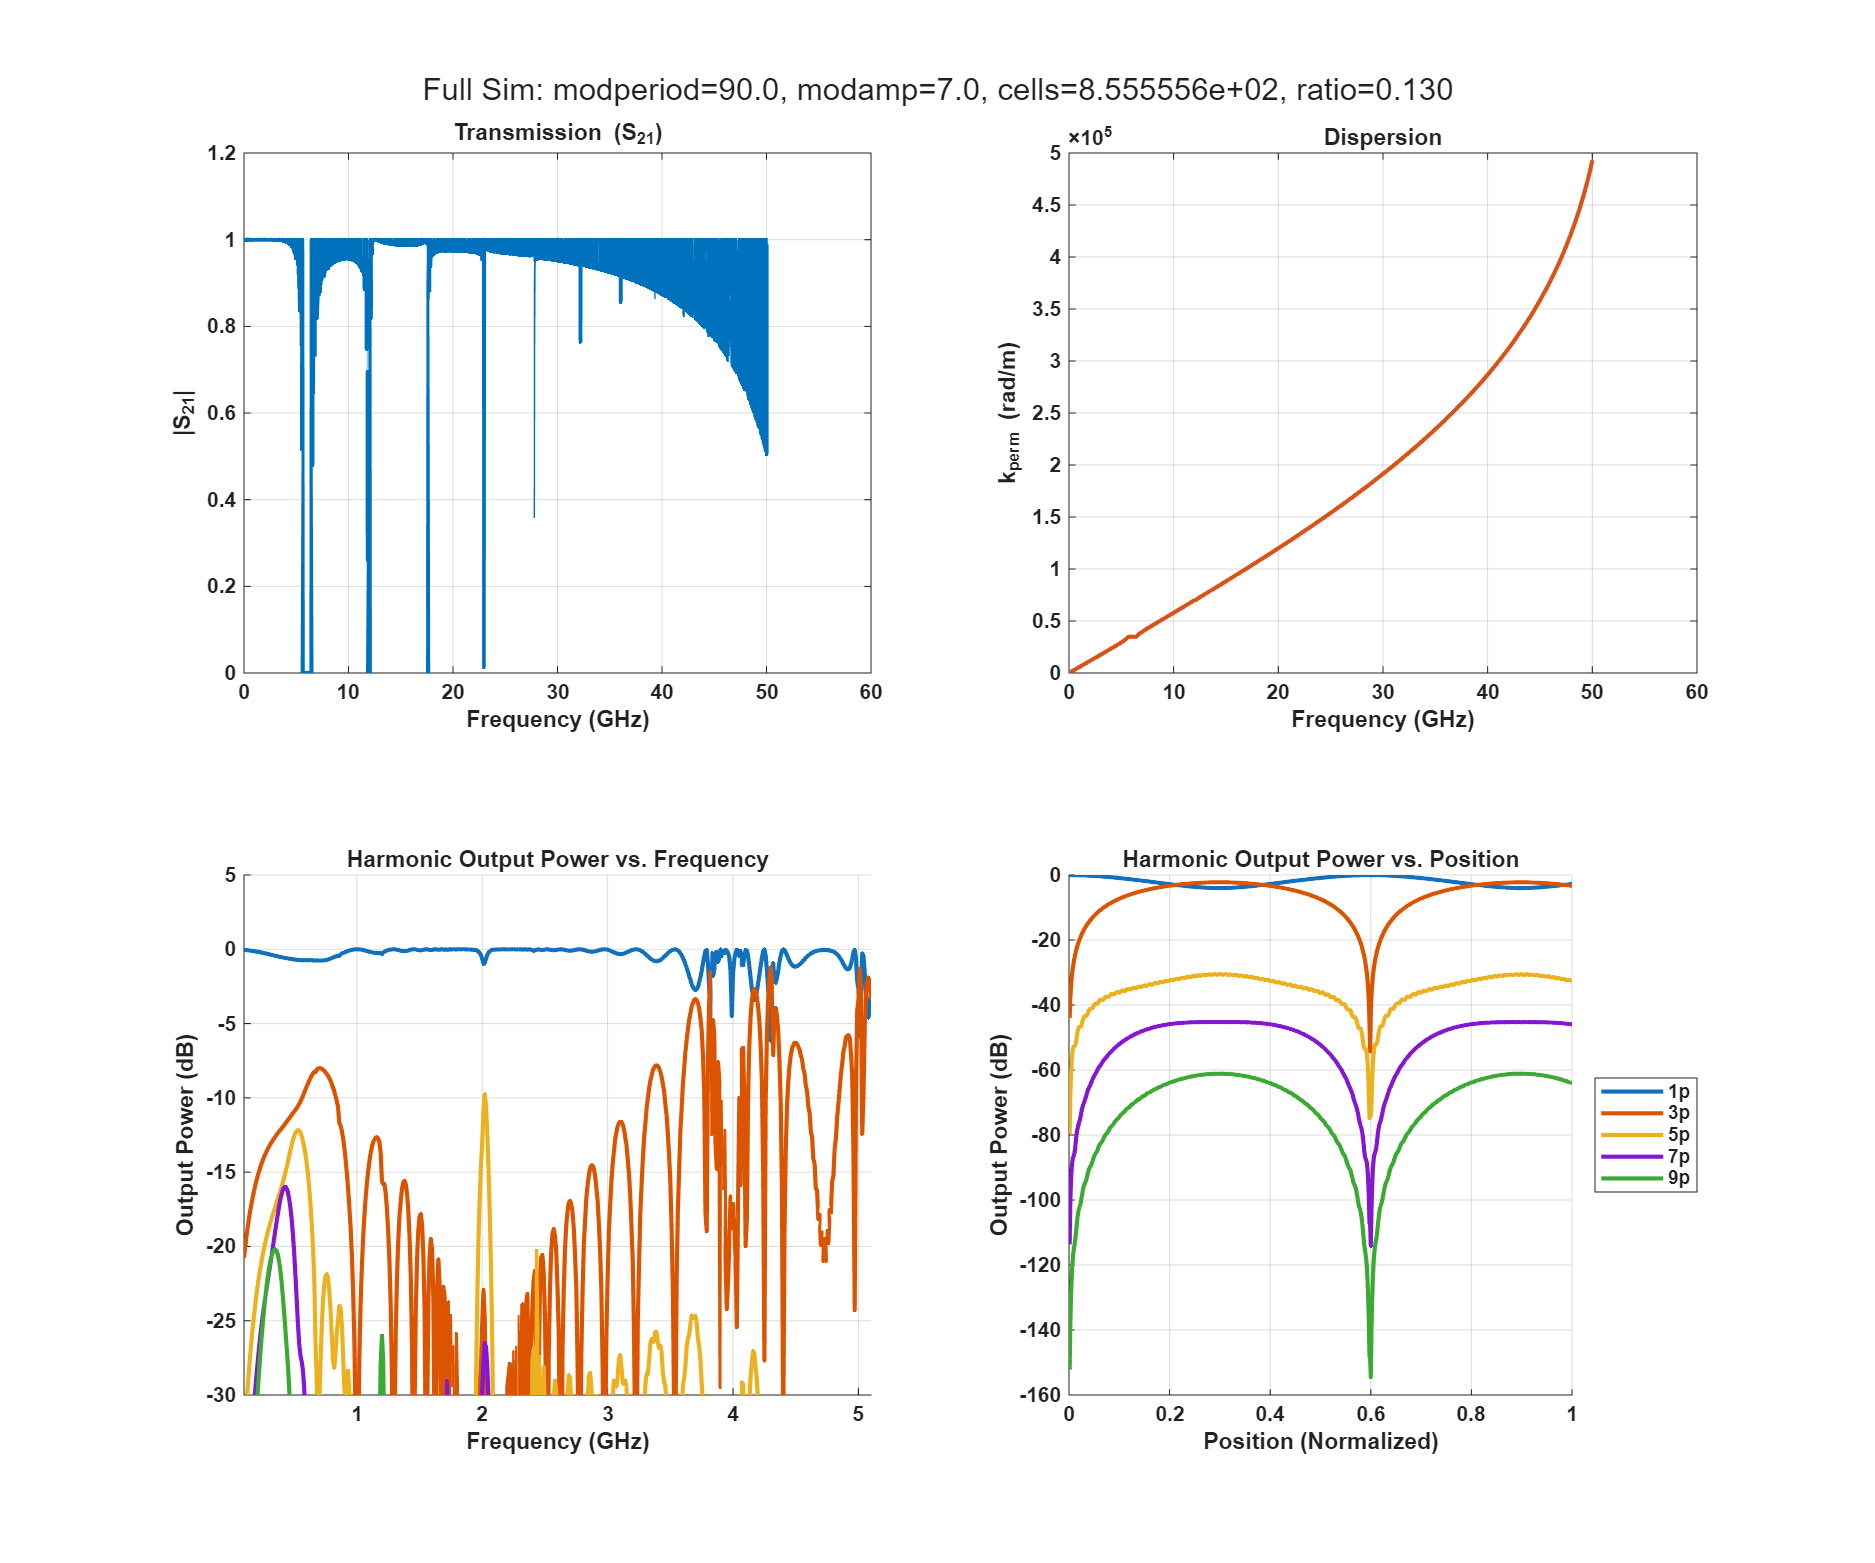 Full Sim: modperiod=90.0, modamp=7.0, cells=8.555556e+02, ratio=0.130
Transmission (S21)
1.2
1
0.8
0.6
0.4
0.2
0
|S21|
0 10 20 30 40 50 60
Frequency (GHz)
×10^5
Dispersion
5
4.5
4
3.5
3
2.5
2
1.5
1
0.5
0
kperm (rad/m)
0 10 20 30 40 50 60
Frequency (GHz)
Harmonic Output Power vs. Frequency
5
0
-5
-10
-15
-20
-25
-30
Output Power (dB)
1 2 3 4 5
Frequency (GHz)
Harmonic Output Power vs. Position
0
-20
-40
-60
-80
-100
-120
-140
-160
Output Power (dB)
0 0.2 0.4 0.6 0.8 1
Position (Normalized)
1p
3p
5p
7p
9p